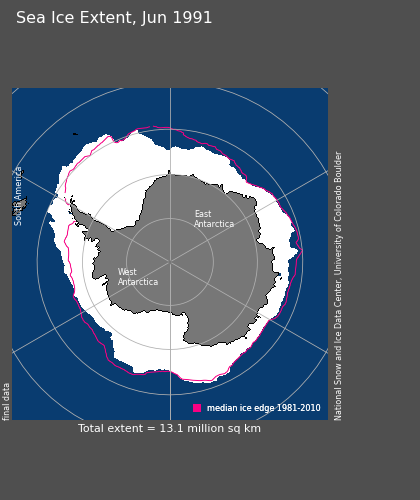 Sea Ice Extent, Jun 1991
South America
East
Antarctica
West
Antarctica
National Snow and Ice Data Center, University of Colorado Boulder
final data
median ice edge 1981-2010
Total extent = 13.1 million sq km